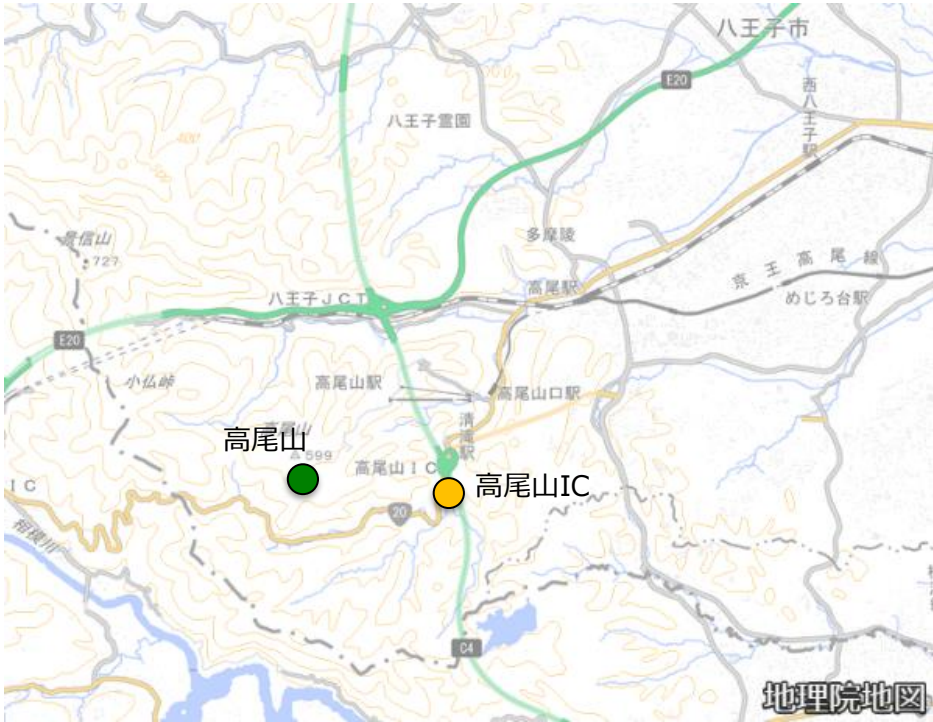 八王子市
E20
西八王子駅
八王子霊園
多摩陵
景信山
727
高尾駅
京王高尾線
めじろ台駅
八王子JCT
E20
小仏峠
高尾山駅
高尾山口駅
清滝駅
高尾山
高尾山
599
高尾山IC
高尾山IC
IC
20
相模川
C4
地理院地図